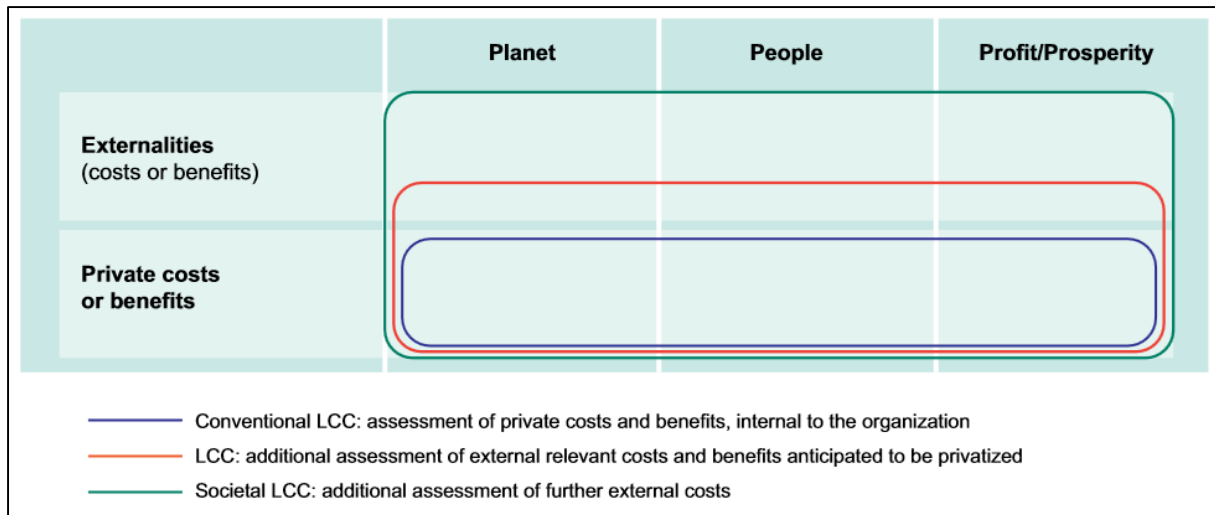 Planet
People
Profit/Prosperity
Externalities
(costs or benefits)
Private costs
or benefits
Conventional LCC: assessment of private costs and benefits, internal to the organization
LCC: additional assessment of external relevant costs and benefits anticipated to be privatized
Societal LCC: additional assessment of further external costs